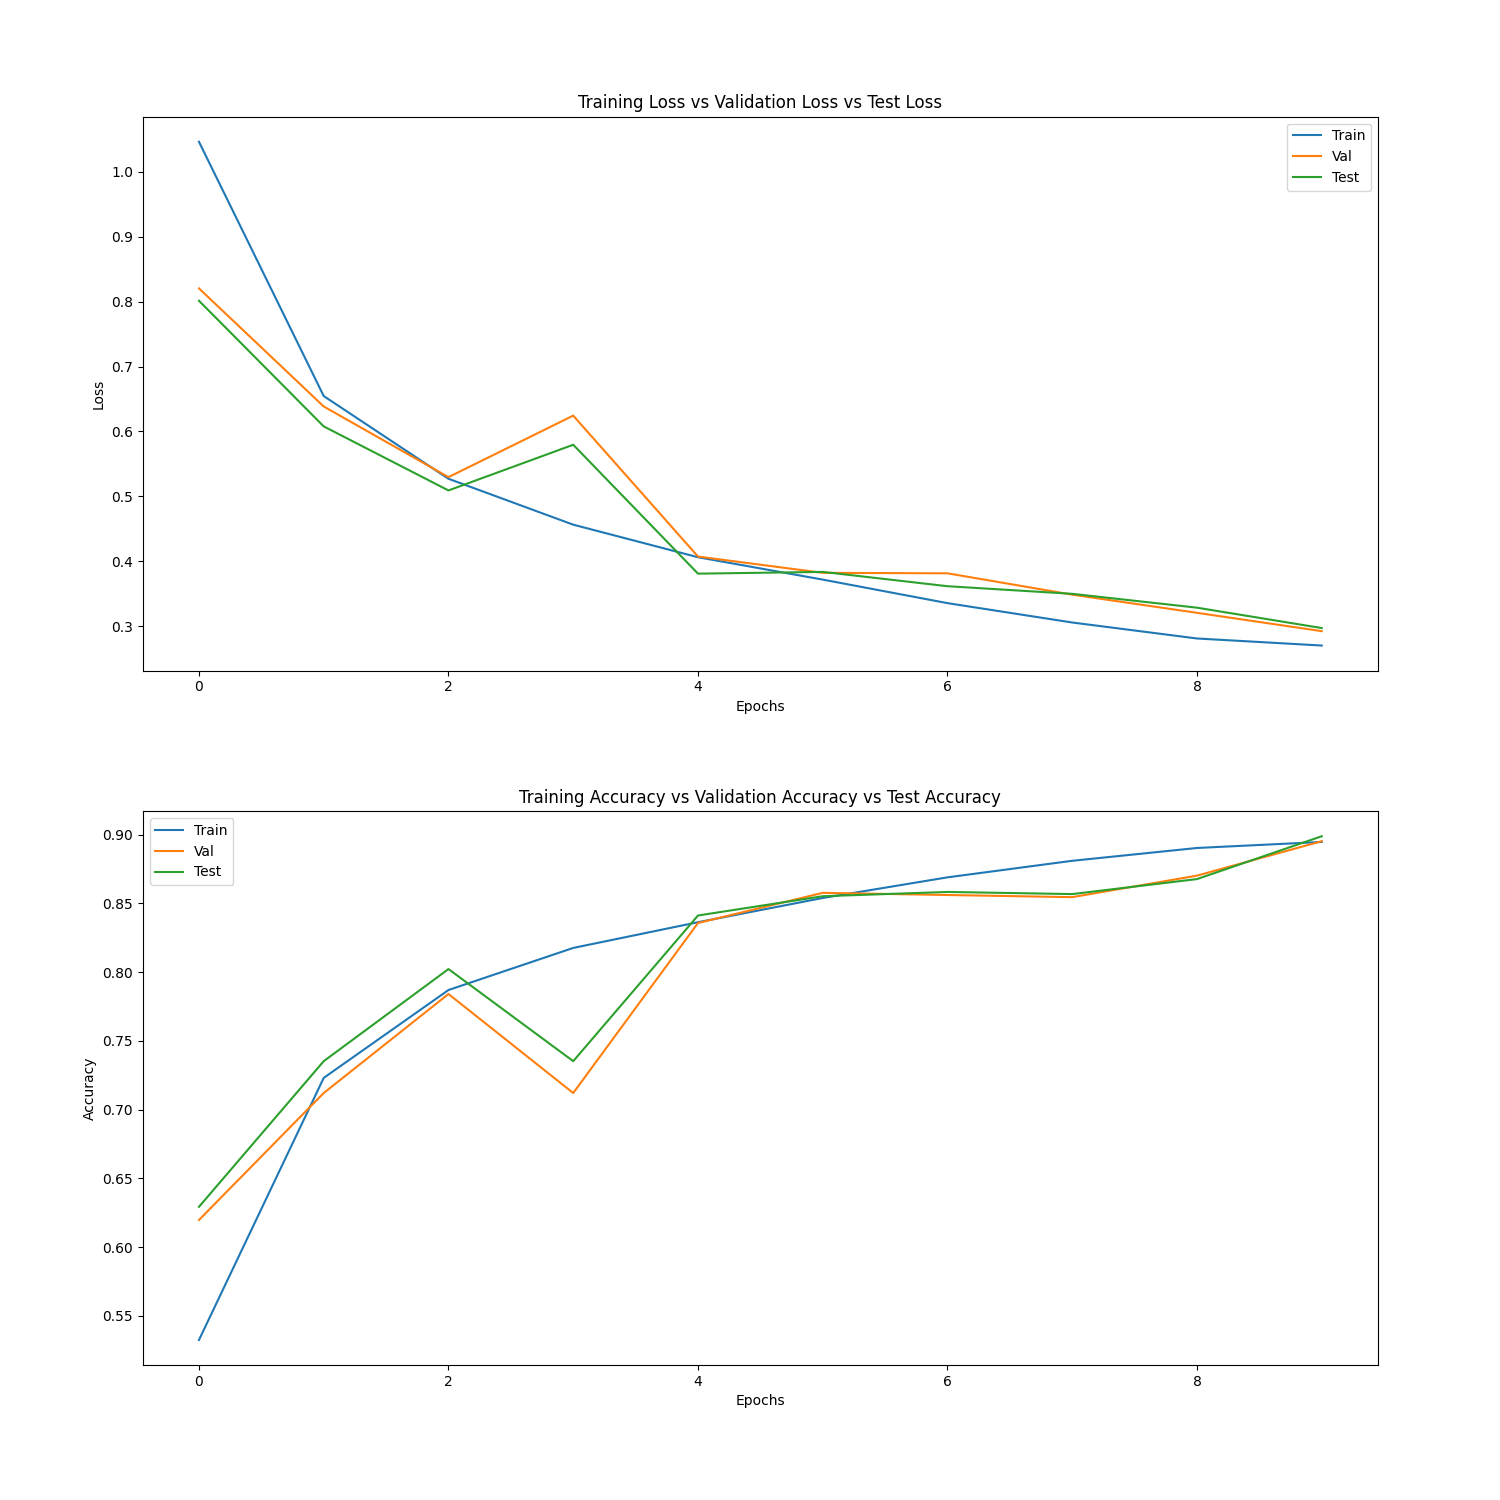 Training Loss vs Validation Loss vs Test Loss
Train
Val
Test
1.0
0.9
0.8
0.7
0.6
0.5
0.4
0.3
Loss
0 2 4 6 8
Epochs
Training Accuracy vs Validation Accuracy vs Test Accuracy
Train
Val
Test
0.90
0.85
0.80
0.75
0.70
0.65
0.60
0.55
Accuracy
0 2 4 6 8
Epochs